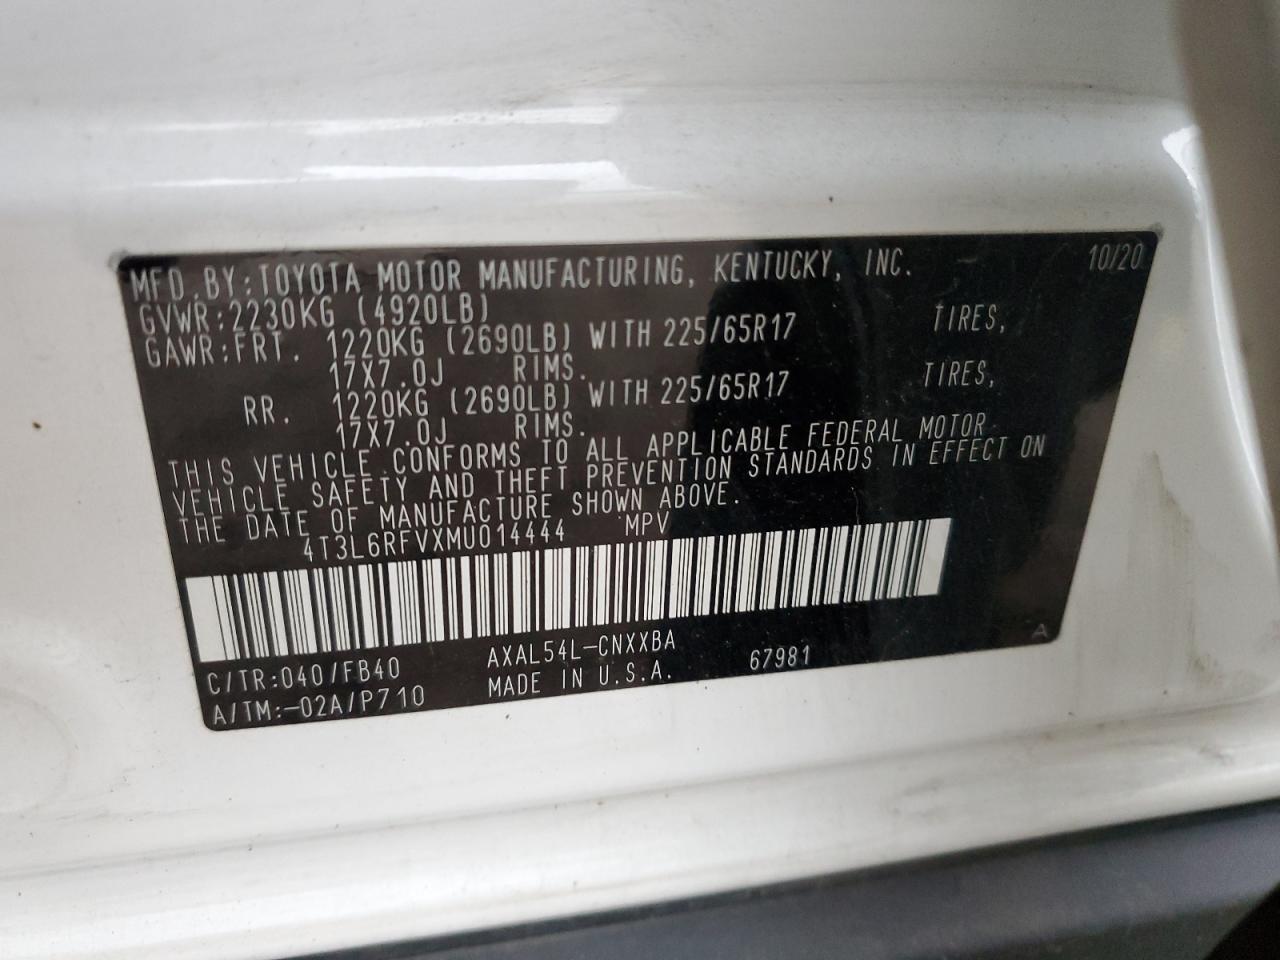 MFD. BY: TOYOTA MOTOR MANUFACTURING, KENTUCKY, INC. 10/20
GVWR: 2230KG (4920LB)
GAWR: FRT. 1220KG (2690LB) WITH 225/65R17 TIRES,
17X7.0J RIMS.
RR. 1220KG (2690LB) WITH 225/65R17 TIRES,
17X7.0J RIMS.
THIS VEHICLE CONFORMS TO ALL APPLICABLE FEDERAL MOTOR
VEHICLE SAFETY AND THEFT PREVENTION STANDARDS IN EFFECT ON
THE DATE OF MANUFACTURE SHOWN ABOVE.
4T3L6RFVXMU014444 MPV
C/TR:040/FB40 AXAL54L-CNXXBA 67981 A
A/TM:-02A/P710 MADE IN U.S.A.